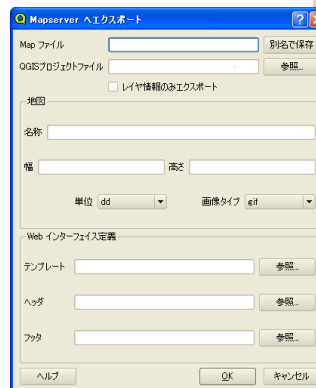 Mapserver へエクスポート
Map ファイル 別名で保存
QGISプロジェクトファイル 参照...
レイヤ情報のみエクスポート
地図
名称
幅 高さ
単位 dd 画像タイプ gif
Web インターフェイス定義
テンプレート 参照...
ヘッダ 参照...
フッタ 参照...
ヘルプ OK キャンセル